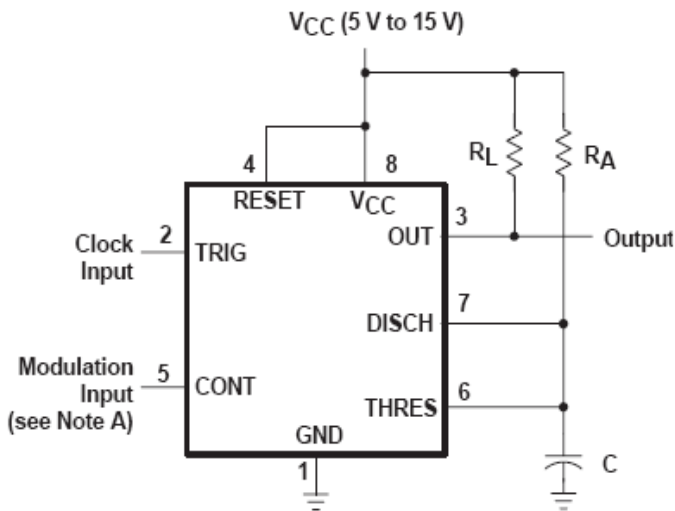 VCC (5 V to 15 V)
RL
RA
4
8
RESET
VCC
3
OUT
Output
Clock
Input
2
TRIG
7
DISCH
Modulation
Input
(see Note A)
5
CONT
6
THRES
GND
1
C